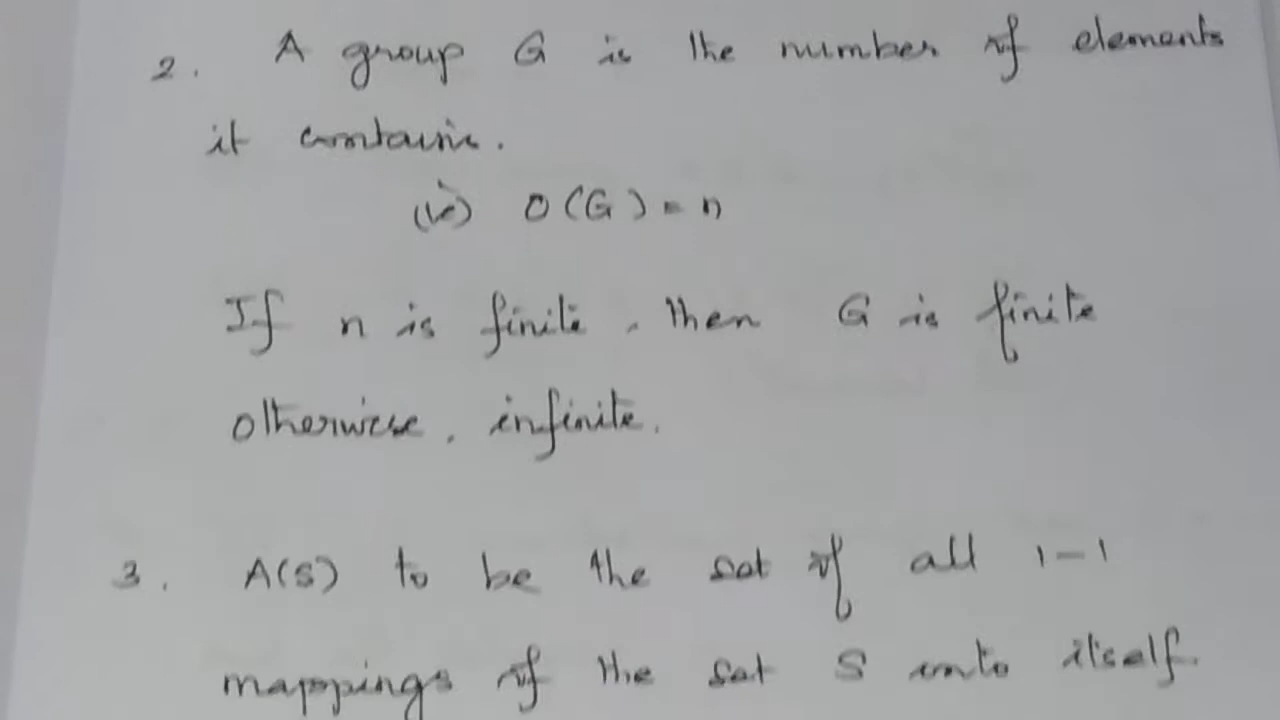 2. A group G is the number of elements
it contains.
(ie) O(G) = n
If n is finite, then G is finite
otherwise, infinite.
3. A(S) to be the set of all 1-1
mappings of the set S onto itself.